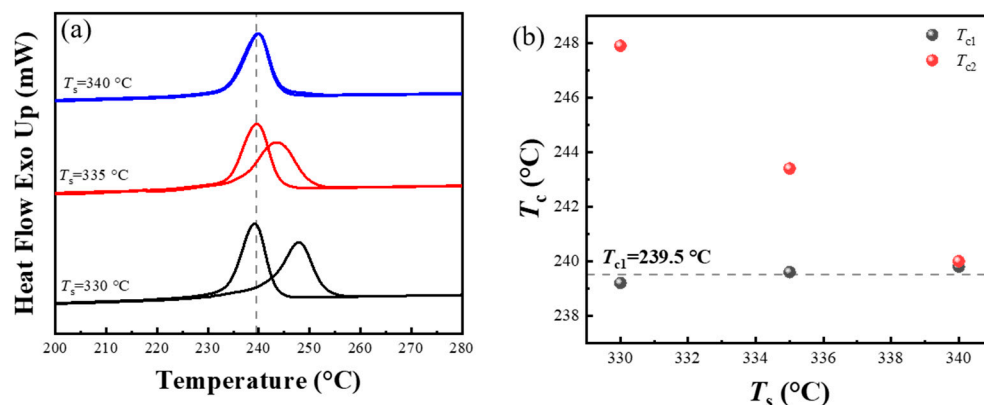 (a)
Heat Flow Exo Up (mW)
Ts=340 °C
Ts=335 °C
Ts=330 °C
200 210 220 230 240 250 260 270 280
Temperature (°C)
(b)
Tc1
Tc2
Tc (°C)
248
246
244
242
240
238
Tc1=239.5 °C
330 332 334 336 338 340
Ts (°C)